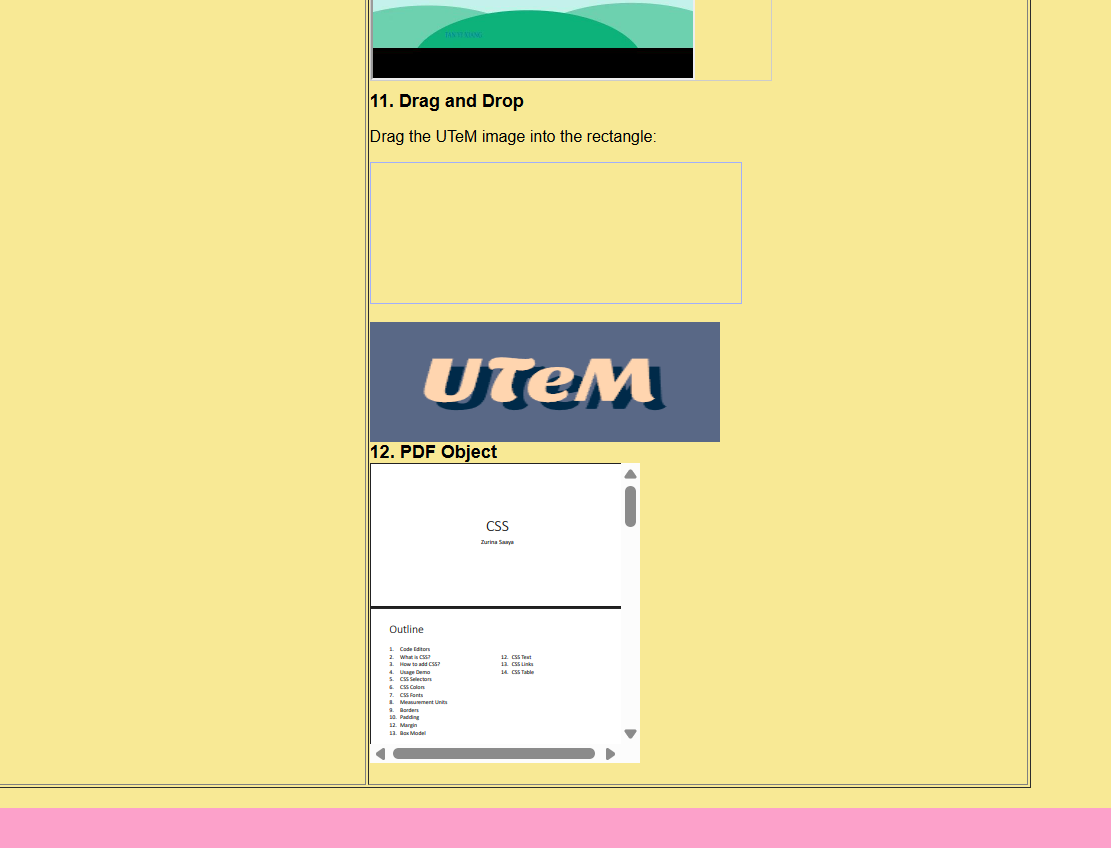 11. Drag and Drop
Drag the UTeM image into the rectangle:
UTeM
12. PDF Object
CSS
Zurina Saaya
Outline
1. Code Editors
2. What is CSS?
3. How to add CSS?
4. Usage Demo
5. CSS Selectors
6. CSS Colors
7. CSS Fonts
8. Measurement Units
9. Borders
10. Padding
12. Margin
13. Box Model
12. CSS Text
13. CSS Links
14. CSS Table